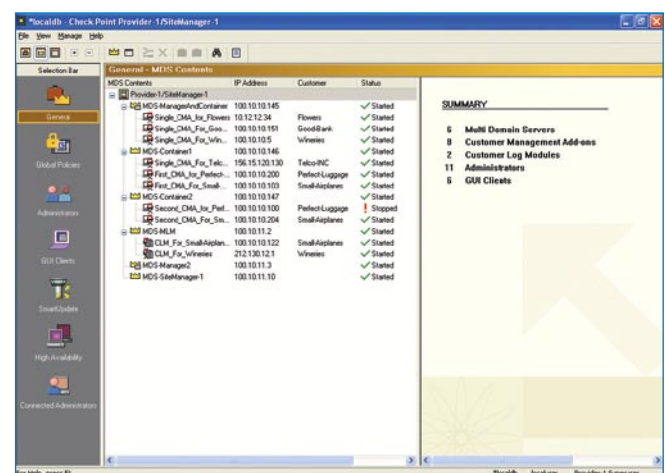 *localdb - Check Point Provider-1/SiteManager-1
File View Manage Help
Selection Bar
General - MDS Contents
General
Global Policies
Administrators
GUI Clients
SmartUpdate
High Availability
Connected Administrators
MDS Contents IP Address Customer Status
Provider-1/SiteManager-1
MDS-ManagerAndContainer 100.10.10.145 Started
Single_CMA_for_Flowers 10.12.12.34 Flowers Started
Single_CMA_For_Goo... 100.10.10.151 Good-Bank Started
Single_CMA_For_Win... 100.10.10.5 Wineries Started
MDS-Container1 100.10.10.146 Started
Single_CMA_For_Telc... 156.15.120.130 Telco-INC Started
First_CMA_for_Perfect-... 100.10.10.200 Perfect-Luggage Started
First_CMA_For_Small-... 100.10.10.103 Small-Airplanes Started
MDS-Container2 100.10.10.147 Started
Second_CMA_for_Perf... 100.10.10.100 Perfect-Luggage Stopped
Second_CMA_For_Sm... 100.10.10.204 Small-Airplanes Started
MDS-MLM 100.10.11.2 Started
CLM_For_Small-Airplan... 100.10.10.122 Small-Airplanes Started
CLM_For_Wineries 212.130.12.1 Wineries Started
MDS-Manager2 100.10.11.3 Started
MDS-SiteManager-1 100.10.11.10 Started
SUMMARY
6 Multi Domain Servers
8 Customer Management Add-ons
2 Customer Log Modules
11 Administrators
6 GUI Clients
For Help, press F1
*localdb